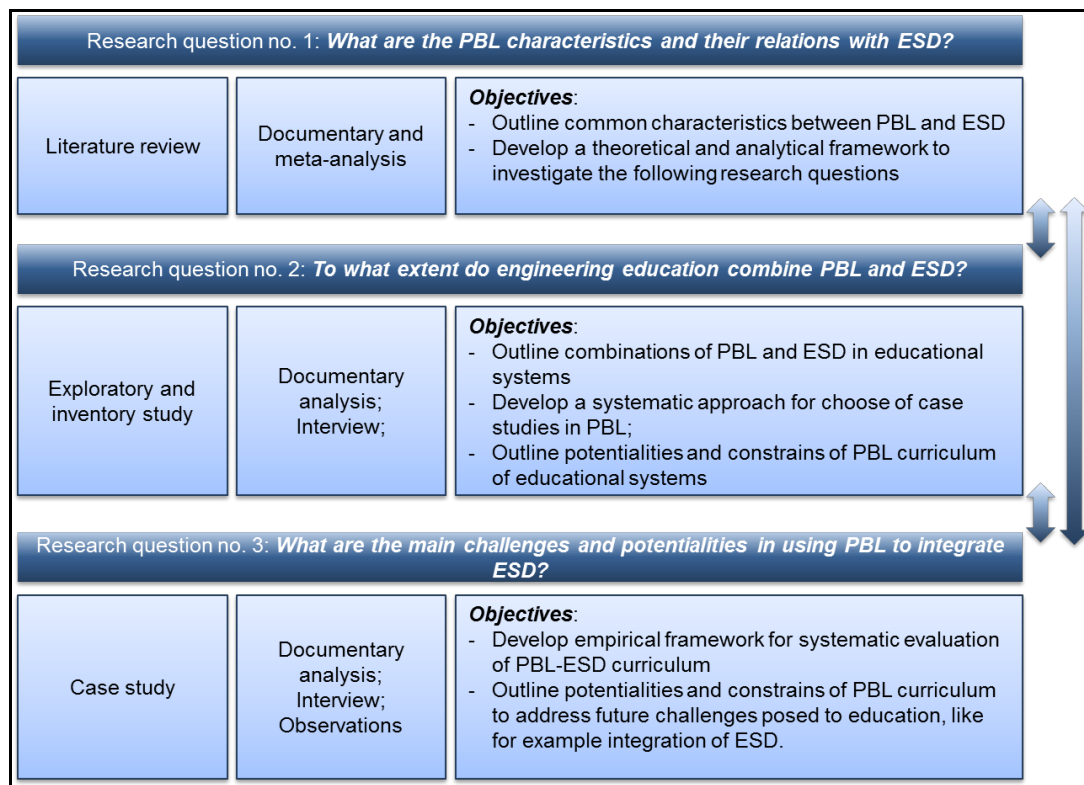 Research question no. 1: What are the PBL characteristics and their relations with ESD?
Literature review
Documentary and
meta-analysis
Objectives:
- Outline common characteristics between PBL and ESD
- Develop a theoretical and analytical framework to
investigate the following research questions
Research question no. 2: To what extent do engineering education combine PBL and ESD?
Exploratory and
inventory study
Documentary
analysis;
Interview;
Objectives:
- Outline combinations of PBL and ESD in educational
systems
- Develop a systematic approach for choose of case
studies in PBL;
- Outline potentialities and constrains of PBL curriculum
of educational systems
Research question no. 3: What are the main challenges and potentialities in using PBL to integrate
ESD?
Case study
Documentary
analysis;
Interview;
Observations
Objectives:
- Develop empirical framework for systematic evaluation
of PBL-ESD curriculum
- Outline potentialities and constrains of PBL curriculum
to address future challenges posed to education, like
for example integration of ESD.